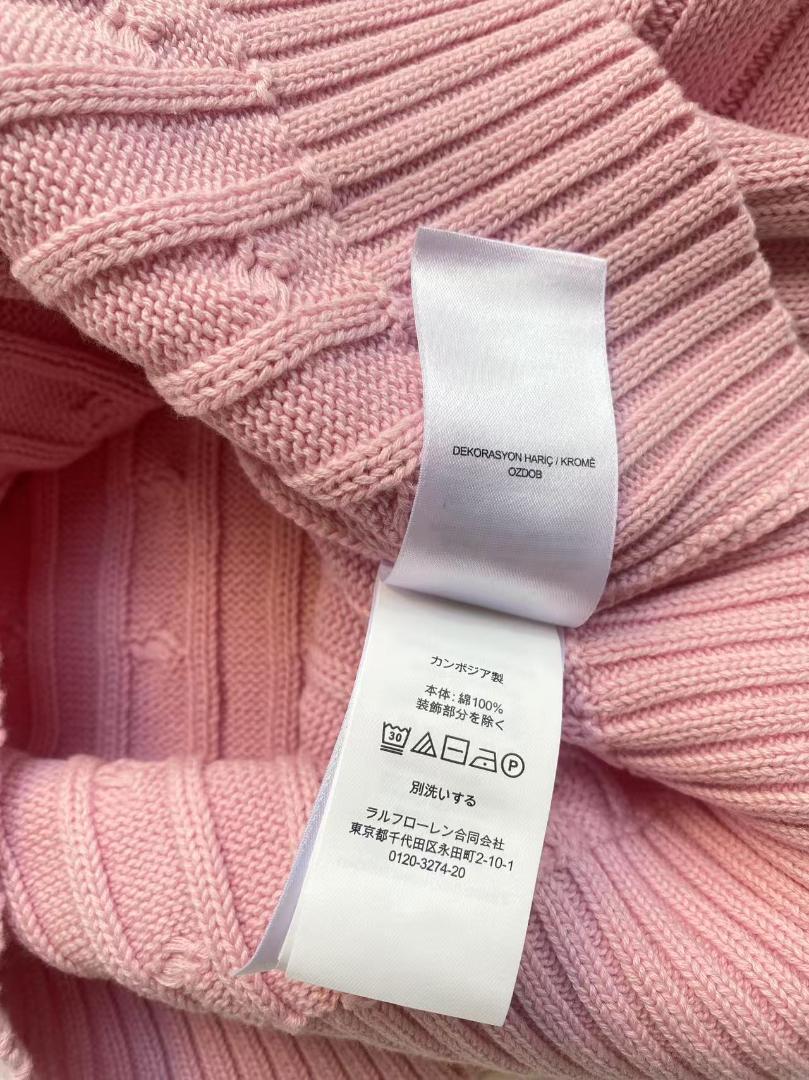 DEKORASYON HARİÇ / KROMĚ
OZDOB
カンボジア製
本体：綿100%
装飾部分を除く
30 P
別洗いする
ラルフローレン合同会社
東京都千代田区永田町2-10-1
0120-3274-20